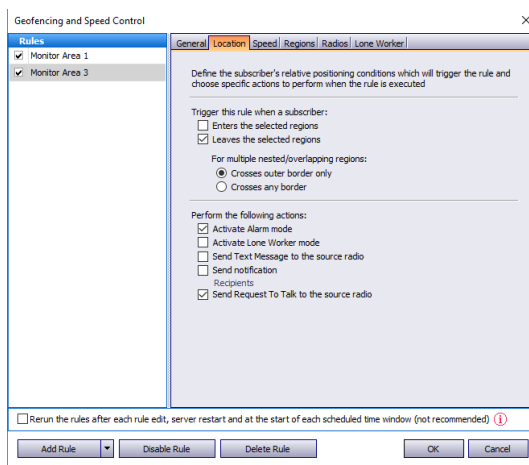 Geofencing and Speed Control
Rules
Monitor Area 1
Monitor Area 3
General
Location
Speed
Regions
Radios
Lone Worker
Define the subscriber's relative positioning conditions which will trigger the rule and
choose specific actions to perform when the rule is executed
Trigger this rule when a subscriber:
Enters the selected regions
Leaves the selected regions
For multiple nested/overlapping regions:
Crosses outer border only
Crosses any border
Perform the following actions:
Activate Alarm mode
Activate Lone Worker mode
Send Text Message to the source radio
Send notification
Recipients
Send Request To Talk to the source radio
Rerun the rules after each rule edit, server restart and at the start of each scheduled time window (not recommended)
Add Rule
Disable Rule
Delete Rule
OK
Cancel